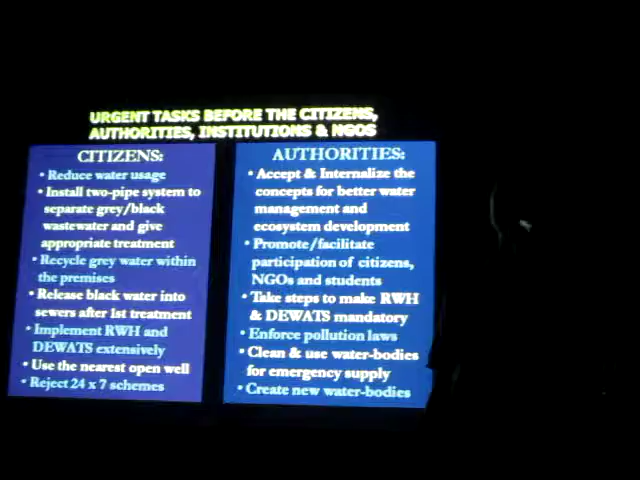 URGENT TASKS BEFORE THE CITIZENS,
AUTHORITIES, INSTITUTIONS & NGOS
CITIZENS:
• Reduce water usage
• Install two-pipe system to
separate grey/black
wastewater and give
appropriate treatment
• Recycle grey water within
the premises
• Release black water into
sewers after 1st treatment
• Implement RWH and
DEWATS extensively
• Use the nearest open well
• Reject 24 x 7 schemes
AUTHORITIES:
• Accept & Internalize the
concepts for better water
management and
ecosystem development
• Promote/facilitate
participation of citizens,
NGOs and students
• Take steps to make RWH
& DEWATS mandatory
• Enforce pollution laws
• Clean & use water-bodies
for emergency supply
• Create new water-bodies